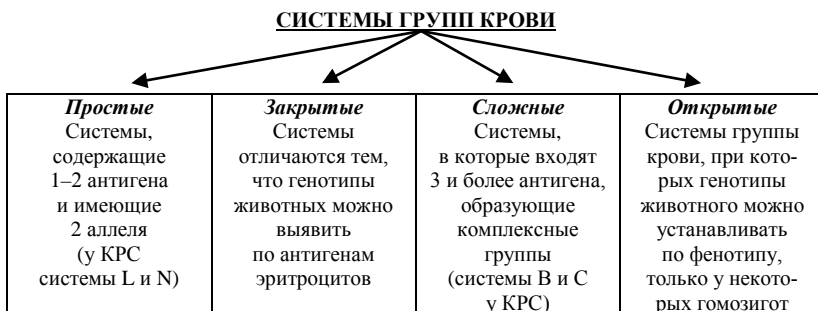 СИСТЕМЫ ГРУПП КРОВИ
Простые
Системы,
содержащие
1–2 антигена
и имеющие
2 аллеля
(у КРС
системы L и N)
Закрытые
Системы
отличаются тем,
что генотипы
животных можно
выявить
по антигенам
эритроцитов
Сложные
Системы,
в которые входят
3 и более антигена,
образующие
комплексные
группы
(системы В и С
у КРС)
Открытые
Системы группы
крови, при кото-
рых генотипы
животного можно
устанавливать
по фенотипу,
только у некото-
рых гомозигот